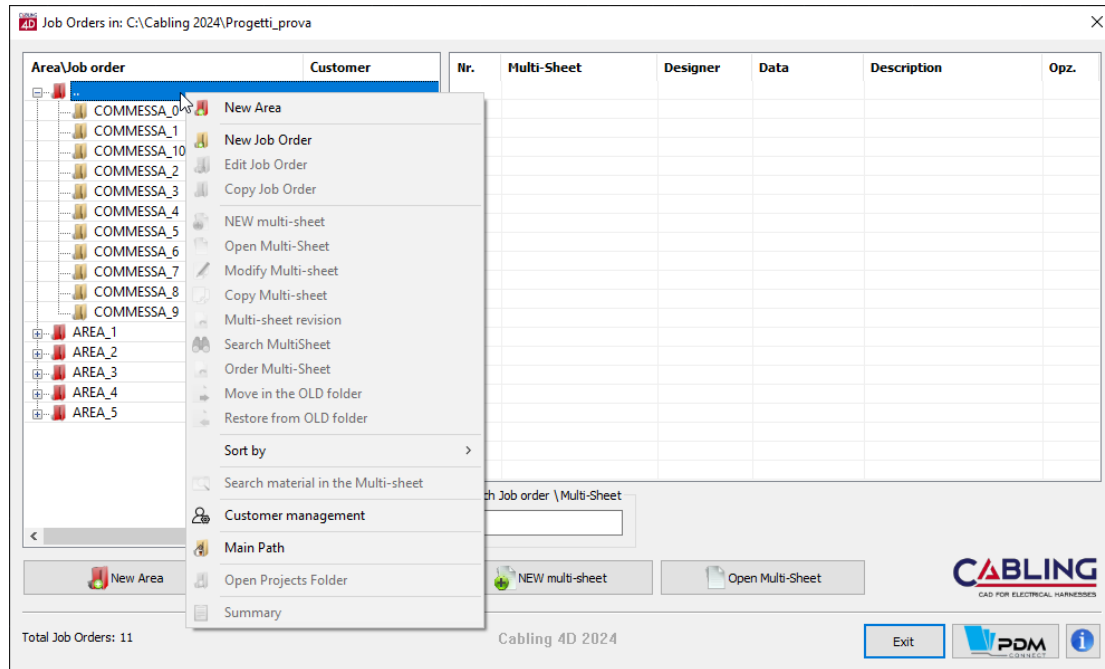 CABLING
4D
Job Orders in: C:\Cabling 2024\Progetti_prova
Area\Job order Customer
..
COMMESSA_0
COMMESSA_1
COMMESSA_10
COMMESSA_2
COMMESSA_3
COMMESSA_4
COMMESSA_5
COMMESSA_6
COMMESSA_7
COMMESSA_8
COMMESSA_9
AREA_1
AREA_2
AREA_3
AREA_4
AREA_5
Nr. Multi-Sheet Designer Data Description Opz.
New Area
New Job Order
Edit Job Order
Copy Job Order
NEW multi-sheet
Open Multi-Sheet
Modify Multi-sheet
Copy Multi-sheet
Multi-sheet revision
Search MultiSheet
Order Multi-Sheet
Move in the OLD folder
Restore from OLD folder
Sort by
Search material in the Multi-sheet
Customer management
Main Path
Open Projects Folder
Summary
Job order \ Multi-Sheet
New Area
NEW multi-sheet
Open Multi-Sheet
CABLING
CAD FOR ELECTRICAL HARNESSES
Total Job Orders: 11
Cabling 4D 2024
Exit
PDM
CONNECT
i